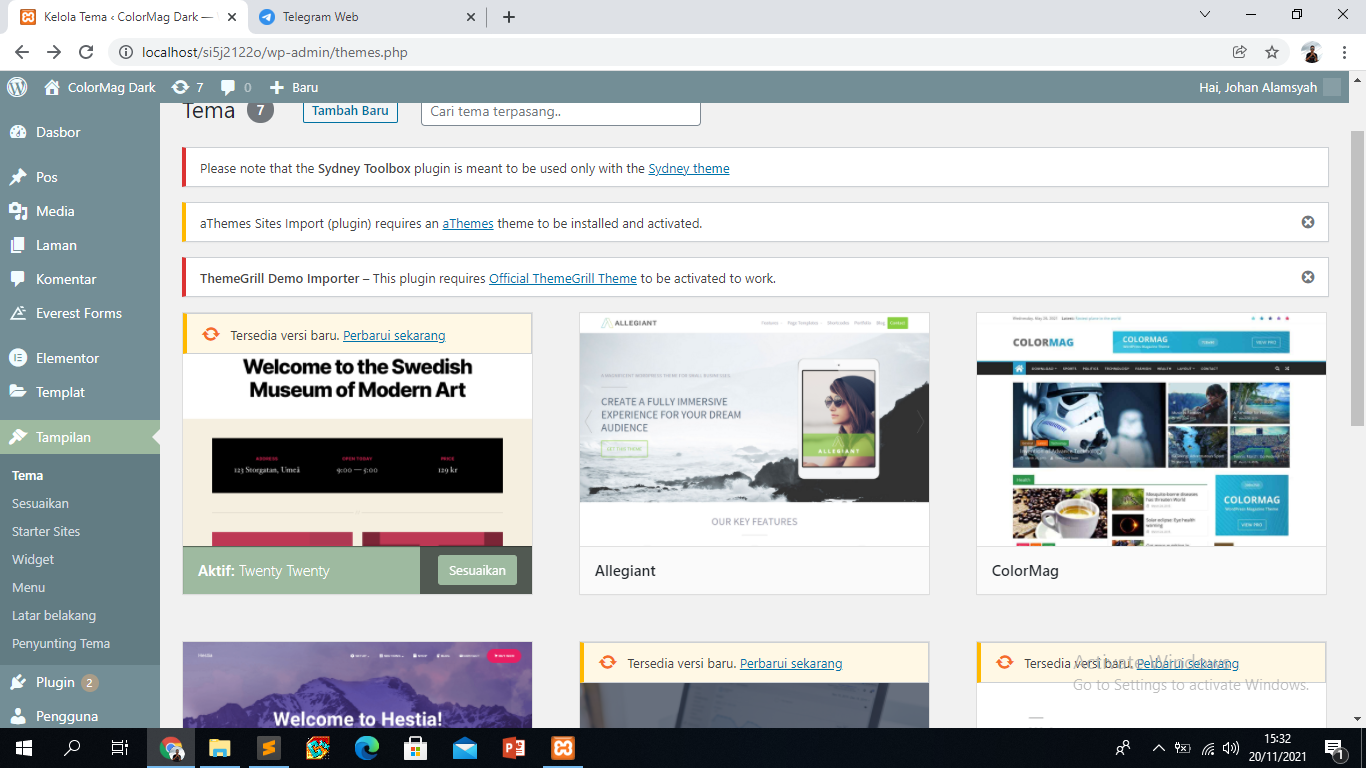 Kelola Tema ‹ ColorMag Dark —
Telegram Web
localhost/si5j2122o/wp-admin/themes.php
ColorMag Dark
7
0
Baru
Hai, Johan Alamsyah
Dasbor
Pos
Media
Laman
Komentar
Everest Forms
Elementor
Templat
Tampilan
Tema
Sesuaikan
Starter Sites
Widget
Menu
Latar belakang
Penyunting Tema
Plugin 2
Pengguna
Tema 7
Tambah Baru
Cari tema terpasang..
Please note that the Sydney Toolbox plugin is meant to be used only with the Sydney theme
aThemes Sites Import (plugin) requires an aThemes theme to be installed and activated.
ThemeGrill Demo Importer – This plugin requires Official ThemeGrill Theme to be activated to work.
Tersedia versi baru. Perbarui sekarang
Welcome to the Swedish
Museum of Modern Art
ADDRESS
123 Storgatan, Umeå
OPEN TODAY
9:00 — 5:00
PRICE
129 kr
Aktif: Twenty Twenty
Sesuaikan
ALLEGIANT
CREATE A FULLY IMMERSIVE
EXPERIENCE FOR YOUR DREAM
AUDIENCE
GET THIS THEME
ALLEGIANT
OUR KEY FEATURES
Allegiant
COLORMAG
COLORMAG
VIEW PRO
COLORMAG
VIEW PRO
ColorMag
Hestia
Welcome to Hestia!
Tersedia versi baru. Perbarui sekarang
Tersedia versi baru. Perbarui sekarang
Activate Windows
Go to Settings to activate Windows.
15:32
20/11/2021
1